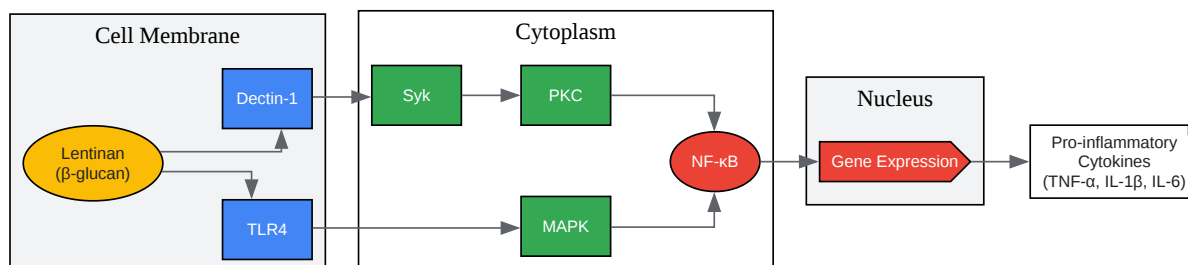 Cell Membrane
Cytoplasm
Nucleus
Dectin-1
Syk
PKC
Lentinan
(β-glucan)
NF-κB
Gene Expression
Pro-inflammatory
Cytokines
(TNF-α, IL-1β, IL-6)
TLR4
MAPK